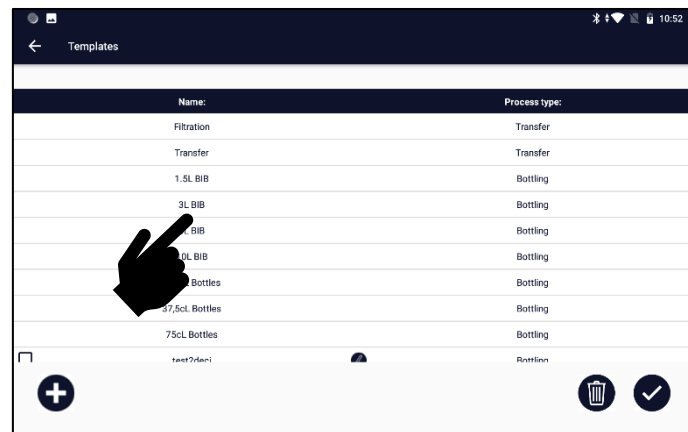 10:52
Templates
Name: Process type:
Filtration Transfer
Transfer Transfer
1.5L BIB Bottling
3L BIB Bottling
BIB Bottling
BIB Bottling
Bottles Bottling
37,5cL Bottles Bottling
75cL Bottles Bottling
test2deci Bottling